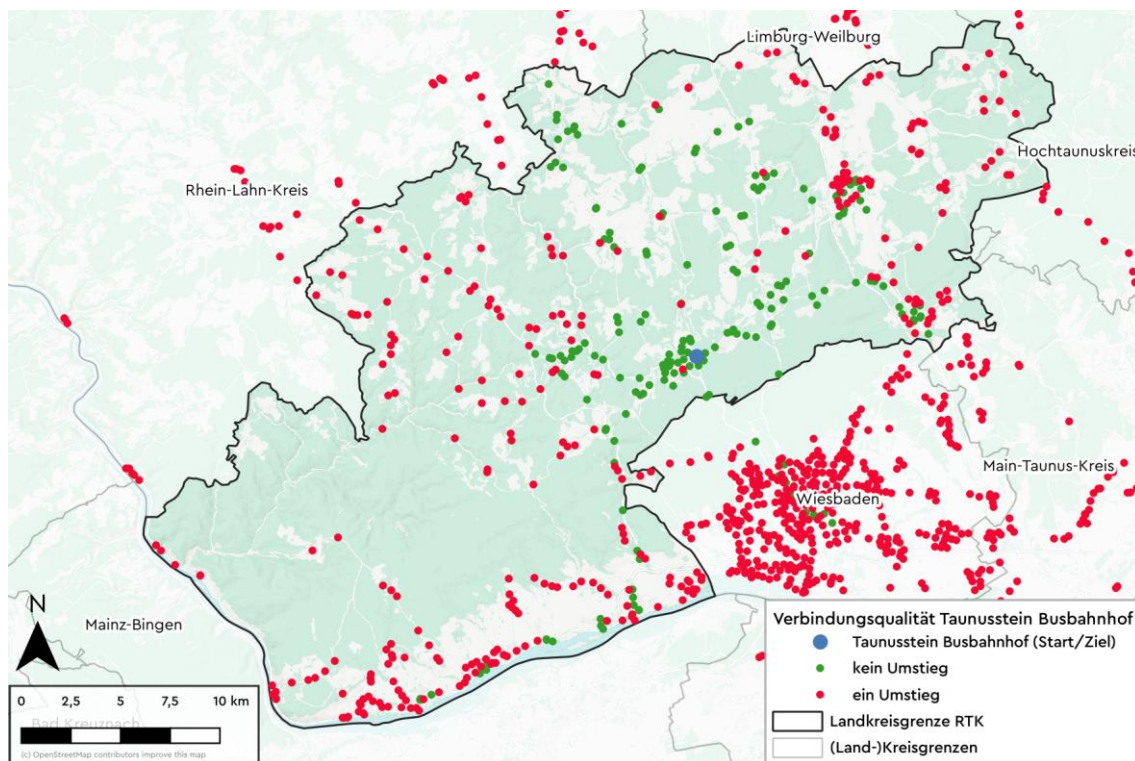 Limburg-Weilburg
Hochtaunuskreis
Rhein-Lahn-Kreis
Main-Taunus-Kreis
Wiesbaden
Mainz-Bingen
N
0 2,5 5 7,5 10 km
Bad Kreuznach
(c) OpenStreetMap contributors improve this map
Verbindungsqualität Taunusstein Busbahnhof
Taunusstein Busbahnhof (Start/Ziel)
kein Umstieg
ein Umstieg
Landkreisgrenze RTK
(Land-)Kreisgrenzen